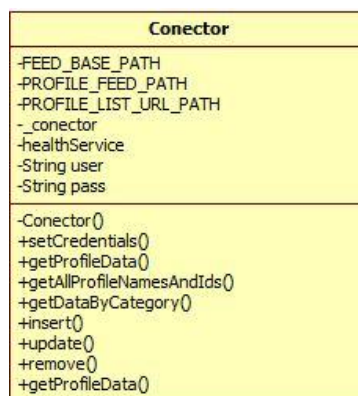 Conector
-FEED_BASE_PATH
-PROFILE_FEED_PATH
-PROFILE_LIST_URL_PATH
-_conector
-healthService
-String user
-String pass
-Conector()
+setCredentials()
+getProfileData()
+getAllProfileNamesAndIds()
+getDataByCategory()
+insert()
+update()
+remove()
+getProfileData()